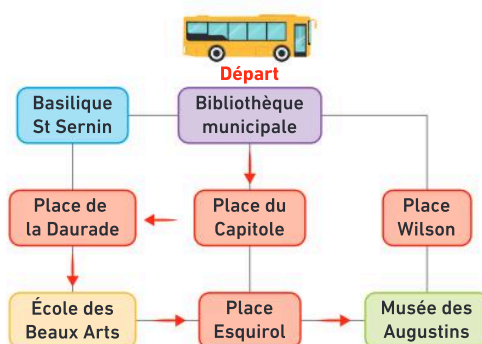 Départ
Basilique
St Sernin
Bibliothèque
municipale
Place de
la Daurade
Place du
Capitole
Place
Wilson
École des
Beaux Arts
Place
Esquirol
Musée des
Augustins